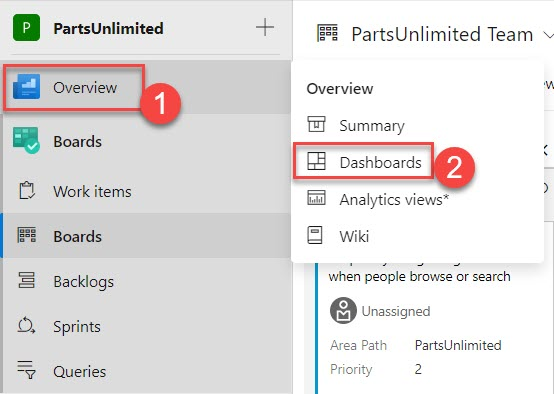 P PartsUnlimited +
Overview
1
Boards
Work items
Boards
Backlogs
Sprints
Queries
PartsUnlimited Team
Overview
Summary
Dashboards
2
Analytics views*
Wiki
when people browse or search
Unassigned
Area Path PartsUnlimited
Priority 2